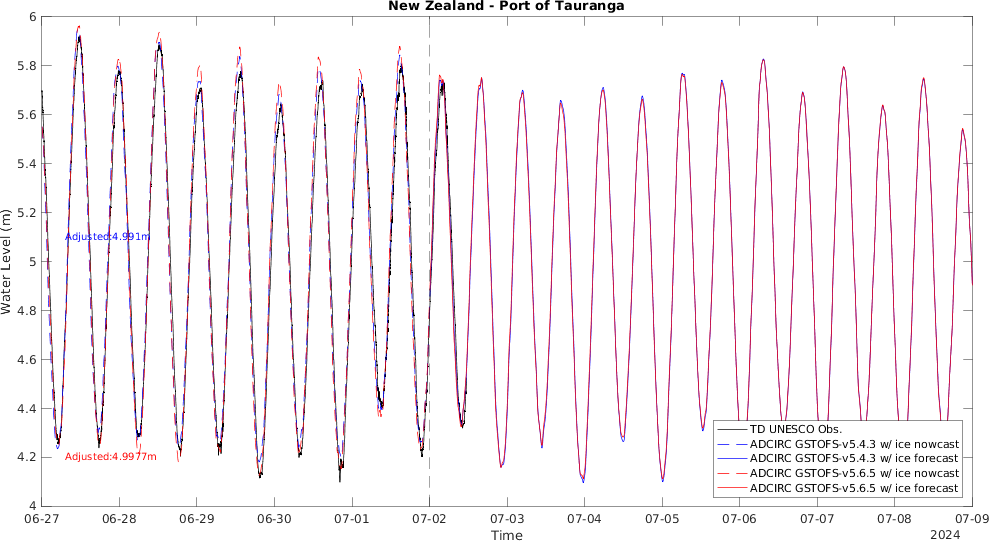 New Zealand - Port of Tauranga
6
5.8
5.6
5.4
5.2
5
4.8
4.6
4.4
4.2
4
Water Level (m)
Adjusted:4.991m
Adjusted:4.9977m
TD UNESCO Obs.
ADCIRC GSTOFS-v5.4.3 w/ ice nowcast
ADCIRC GSTOFS-v5.4.3 w/ ice forecast
ADCIRC GSTOFS-v5.6.5 w/ ice nowcast
ADCIRC GSTOFS-v5.6.5 w/ ice forecast
06-27 06-28 06-29 06-30 07-01 07-02 07-03 07-04 07-05 07-06 07-07 07-08 07-09
Time
2024